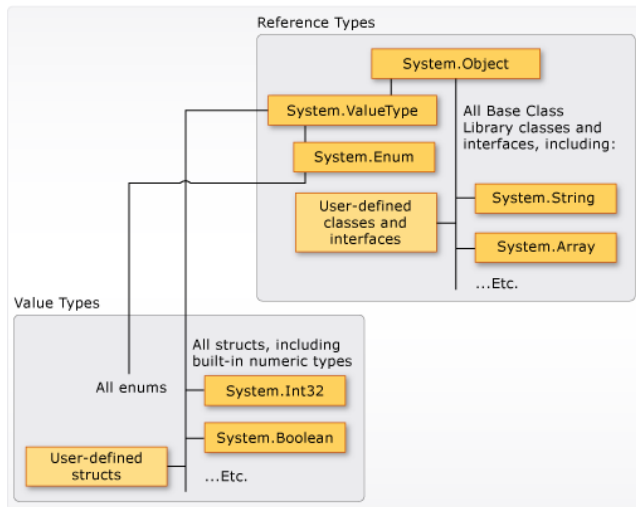 Reference Types
System.Object
System.ValueType
All Base Class
Library classes and
interfaces, including:
System.Enum
System.String
User-defined
classes and
interfaces
System.Array
...Etc.
Value Types
All structs, including
built-in numeric types
All enums
System.Int32
System.Boolean
User-defined
structs
...Etc.